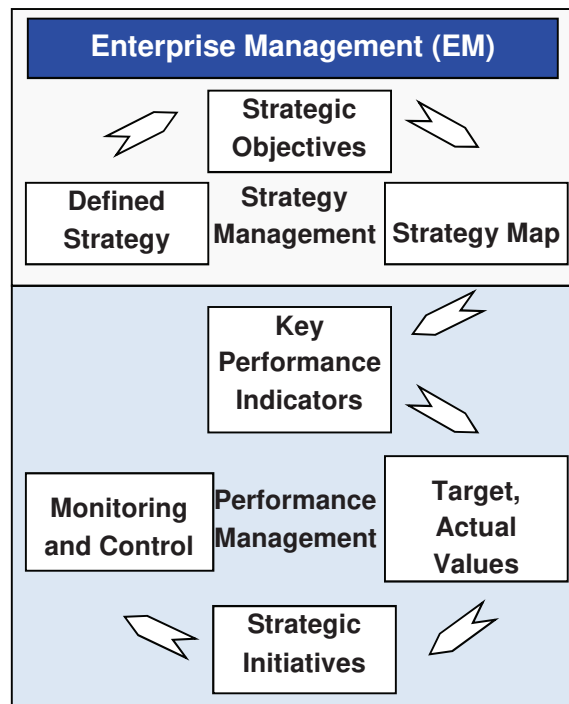 Enterprise Management (EM)
Strategic
Objectives
Defined
Strategy
Strategy
Management
Strategy Map
Key
Performance
Indicators
Monitoring
and Control
Performance
Management
Target,
Actual
Values
Strategic
Initiatives